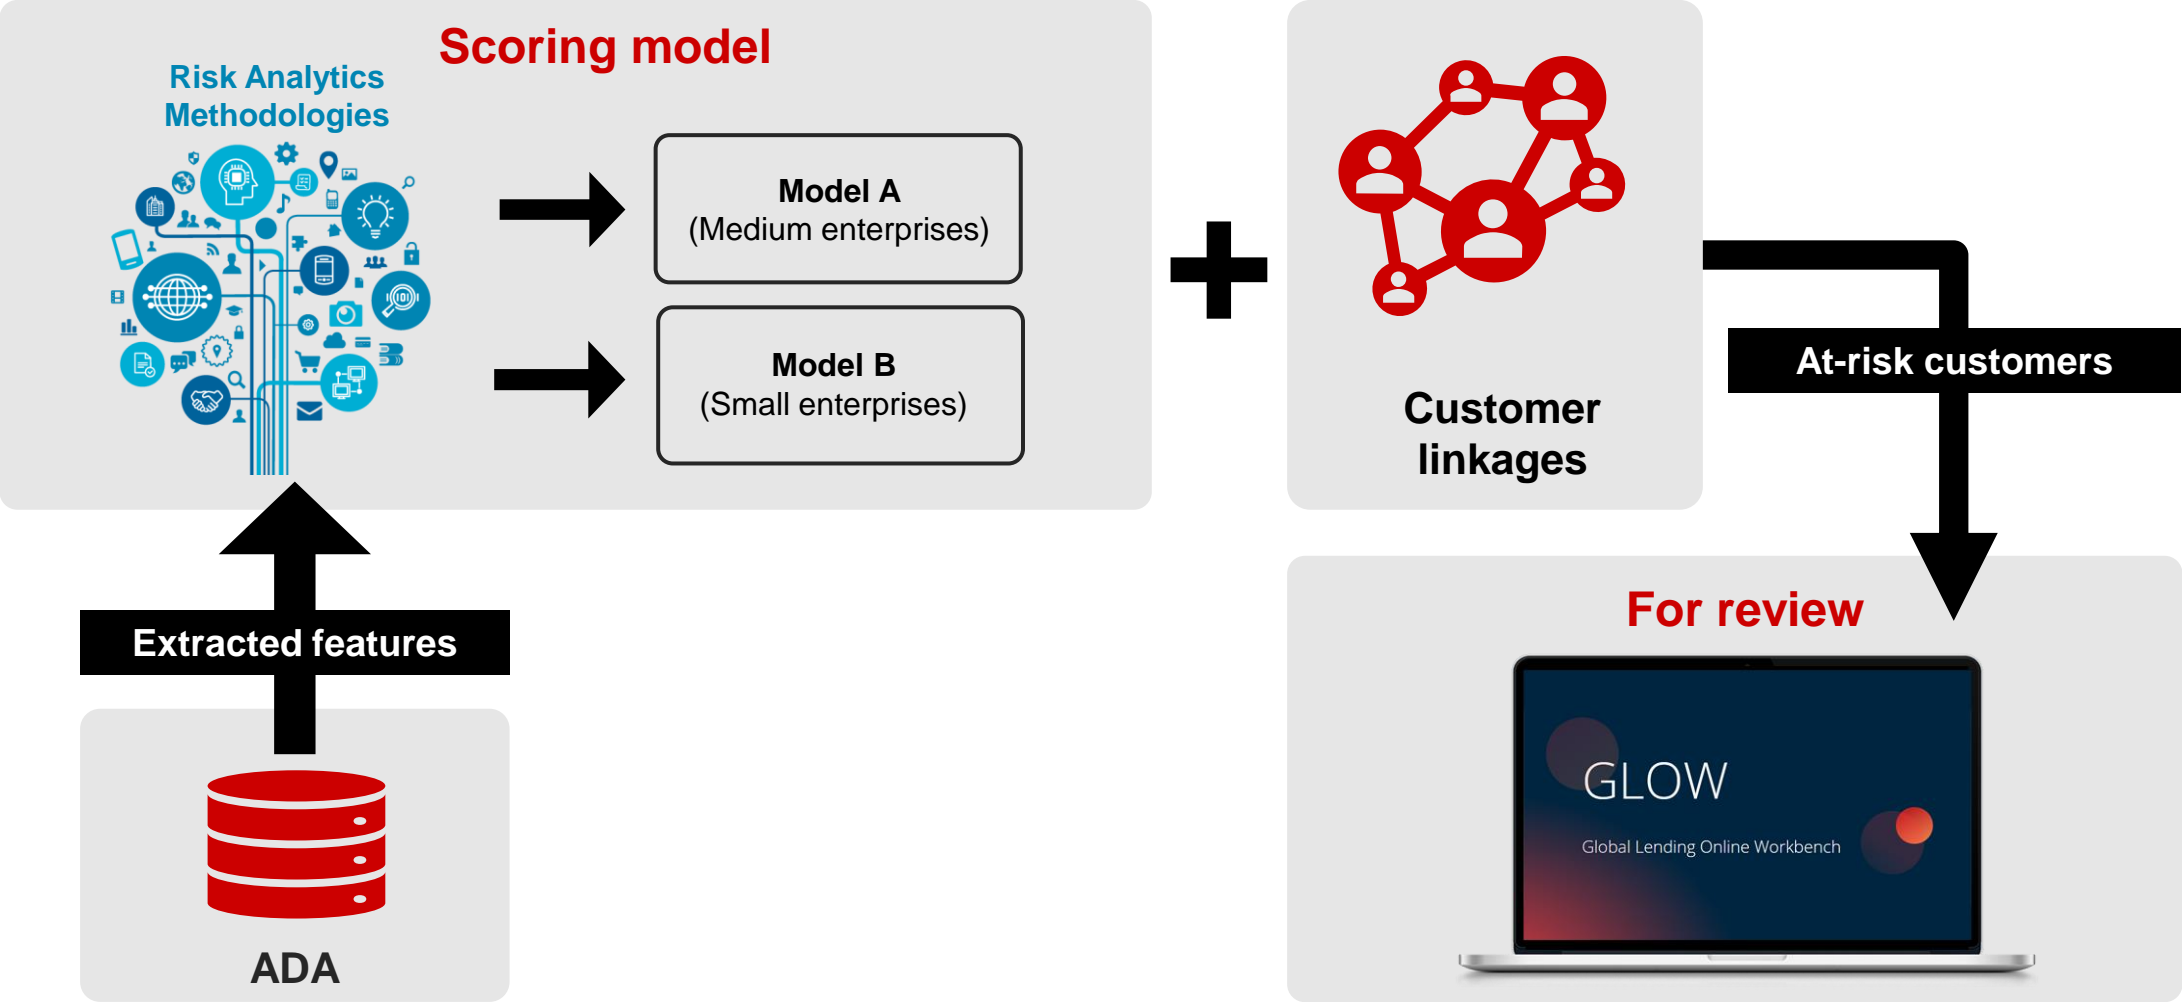 Scoring model
Risk Analytics
Methodologies
Model A
(Medium enterprises)
Model B
(Small enterprises)
Customer
linkages
At-risk customers
Extracted features
ADA
For review
GLOW
Global Lending Online Workbench